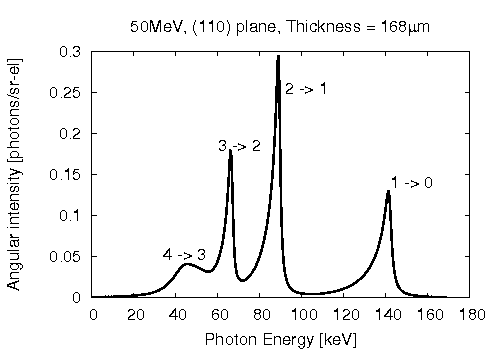 50MeV, (110) plane, Thickness = 168μm
Angular intensity [photons/sr-el]
0.3
0.25
0.2
0.15
0.1
0.05
0
2 -> 1
3 -> 2
1 -> 0
4 -> 3
0 20 40 60 80 100 120 140 160 180
Photon Energy [keV]